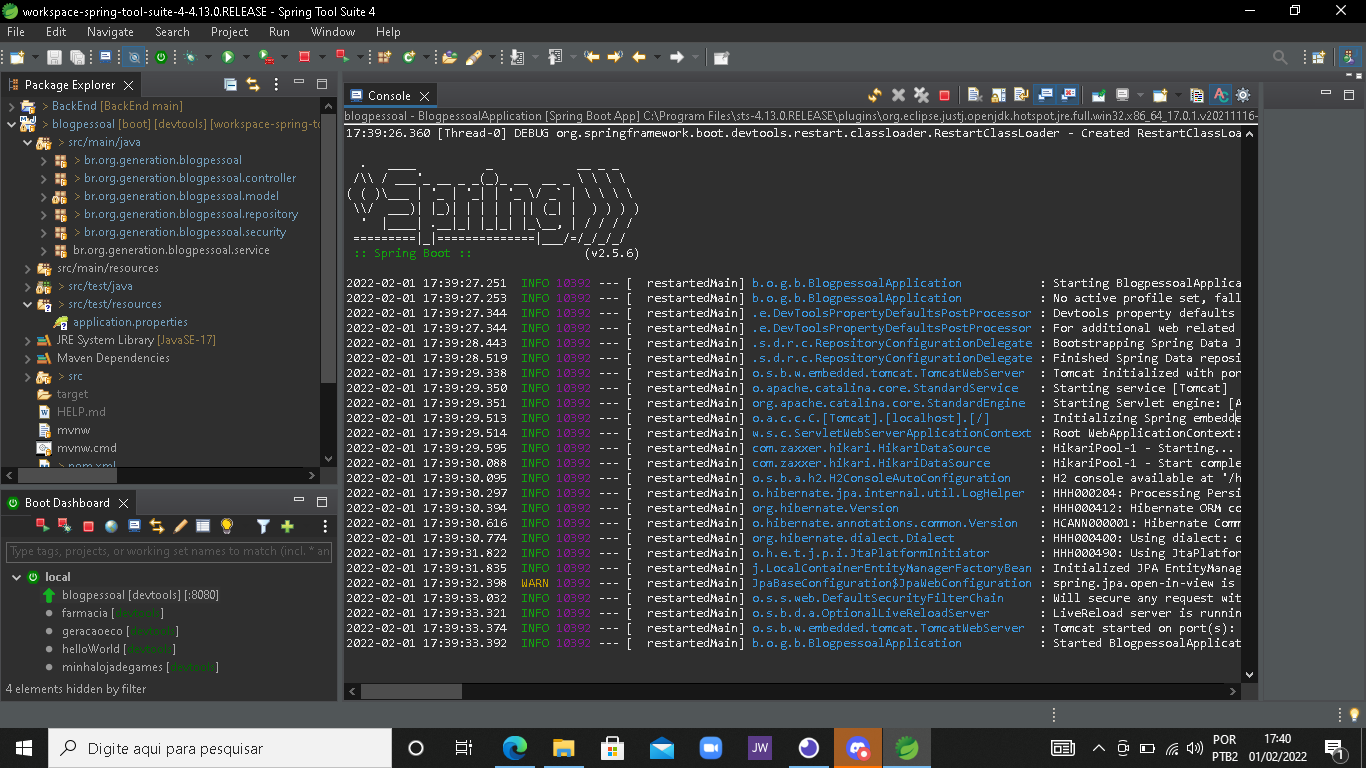 workspace-spring-tool-suite-4-4.13.0.RELEASE - Spring Tool Suite 4
File Edit Navigate Search Project Run Window Help
Package Explorer
> BackEnd [BackEnd main]
> blogpessoal [boot] [devtools] [workspace-spring-to
> src/main/java
> br.org.generation.blogpessoal
> br.org.generation.blogpessoal.controller
> br.org.generation.blogpessoal.model
> br.org.generation.blogpessoal.repository
> br.org.generation.blogpessoal.security
br.org.generation.blogpessoal.service
src/main/resources
> src/test/java
> src/test/resources
application.properties
JRE System Library [JavaSE-17]
Maven Dependencies
> src
target
HELP.md
mvnw
mvnw.cmd
> pom.xml
Boot Dashboard
Type tags, projects, or working set names to match (incl. * an
local
blogpessoal [devtools] [:8080]
farmacia [devtools]
geracaoeco [devtools]
helloWorld [devtools]
minhalojadegames [devtools]
4 elements hidden by filter
Console
blogpessoal - BlogpessoalApplication [Spring Boot App] C:\Program Files\sts-4.13.0.RELEASE\plugins\org.eclipse.justj.openjdk.hotspot.jre.full.win32.x86_64_17.0.1.v20211116-
17:39:26.360 [Thread-0] DEBUG org.springframework.boot.devtools.restart.classloader.RestartClassLoader - Created RestartClassLoa
Spring
:: Spring Boot :: (v2.5.6)
2022-02-01 17:39:27.251 INFO 10392 --- [ restartedMain] b.o.g.b.BlogpessoalApplication : Starting BlogpessoalApplica
2022-02-01 17:39:27.253 INFO 10392 --- [ restartedMain] b.o.g.b.BlogpessoalApplication : No active profile set, fall
2022-02-01 17:39:27.344 INFO 10392 --- [ restartedMain] .e.DevToolsPropertyDefaultsPostProcessor : Devtools property defaults
2022-02-01 17:39:27.344 INFO 10392 --- [ restartedMain] .e.DevToolsPropertyDefaultsPostProcessor : For additional web related
2022-02-01 17:39:28.443 INFO 10392 --- [ restartedMain] .s.d.r.c.RepositoryConfigurationDelegate : Bootstrapping Spring Data J
2022-02-01 17:39:28.519 INFO 10392 --- [ restartedMain] .s.d.r.c.RepositoryConfigurationDelegate : Finished Spring Data reposi
2022-02-01 17:39:29.338 INFO 10392 --- [ restartedMain] o.s.b.w.embedded.tomcat.TomcatWebServer : Tomcat initialized with por
2022-02-01 17:39:29.350 INFO 10392 --- [ restartedMain] o.apache.catalina.core.StandardService : Starting service [Tomcat]
2022-02-01 17:39:29.351 INFO 10392 --- [ restartedMain] org.apache.catalina.core.StandardEngine : Starting Servlet engine: [A
2022-02-01 17:39:29.513 INFO 10392 --- [ restartedMain] o.a.c.c.C.[Tomcat].[localhost].[/] : Initializing Spring embedde
2022-02-01 17:39:29.514 INFO 10392 --- [ restartedMain] w.s.c.ServletWebServerApplicationContext : Root WebApplicationContext:
2022-02-01 17:39:29.595 INFO 10392 --- [ restartedMain] com.zaxxer.hikari.HikariDataSource : HikariPool-1 - Starting...
2022-02-01 17:39:30.088 INFO 10392 --- [ restartedMain] com.zaxxer.hikari.HikariDataSource : HikariPool-1 - Start comple
2022-02-01 17:39:30.095 INFO 10392 --- [ restartedMain] o.s.b.a.h2.H2ConsoleAutoConfiguration : H2 console available at '/h
2022-02-01 17:39:30.297 INFO 10392 --- [ restartedMain] o.hibernate.jpa.internal.util.LogHelper : HHH000204: Processing Persi
2022-02-01 17:39:30.394 INFO 10392 --- [ restartedMain] org.hibernate.Version : HHH000412: Hibernate ORM co
2022-02-01 17:39:30.616 INFO 10392 --- [ restartedMain] o.hibernate.annotations.common.Version : HCANN000001: Hibernate Comm
2022-02-01 17:39:30.774 INFO 10392 --- [ restartedMain] org.hibernate.dialect.Dialect : HHH000400: Using dialect: o
2022-02-01 17:39:31.822 INFO 10392 --- [ restartedMain] o.h.e.t.j.p.i.JtaPlatformInitiator : HHH000490: Using JtaPlatfor
2022-02-01 17:39:31.835 INFO 10392 --- [ restartedMain] j.LocalContainerEntityManagerFactoryBean : Initialized JPA EntityManag
2022-02-01 17:39:32.398 WARN 10392 --- [ restartedMain] JpaBaseConfiguration$JpaWebConfiguration : spring.jpa.open-in-view is
2022-02-01 17:39:33.032 INFO 10392 --- [ restartedMain] o.s.s.web.DefaultSecurityFilterChain : Will secure any request wit
2022-02-01 17:39:33.321 INFO 10392 --- [ restartedMain] o.s.b.d.a.OptionalLiveReloadServer : LiveReload server is runnin
2022-02-01 17:39:33.374 INFO 10392 --- [ restartedMain] o.s.b.w.embedded.tomcat.TomcatWebServer : Tomcat started on port(s):
2022-02-01 17:39:33.392 INFO 10392 --- [ restartedMain] b.o.g.b.BlogpessoalApplication : Started BlogpessoalApplicat
Digite aqui para pesquisar
JW
POR
PTB2
17:40
01/02/2022
1